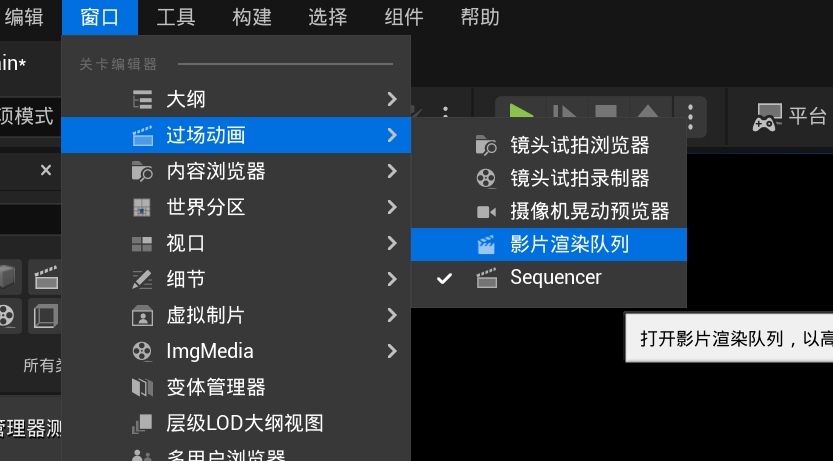 编辑 窗口 工具 构建 选择 组件 帮助
in*
关卡编辑器
项模式
平台
大纲
过场动画
内容浏览器
世界分区
视口
细节
虚拟制片
ImgMedia
变体管理器
层级LOD大纲视图
多用户浏览器
镜头试拍浏览器
镜头试拍录制器
摄像机晃动预览器
影片渲染队列
Sequencer
打开影片渲染队列，以高
所有
管理器测